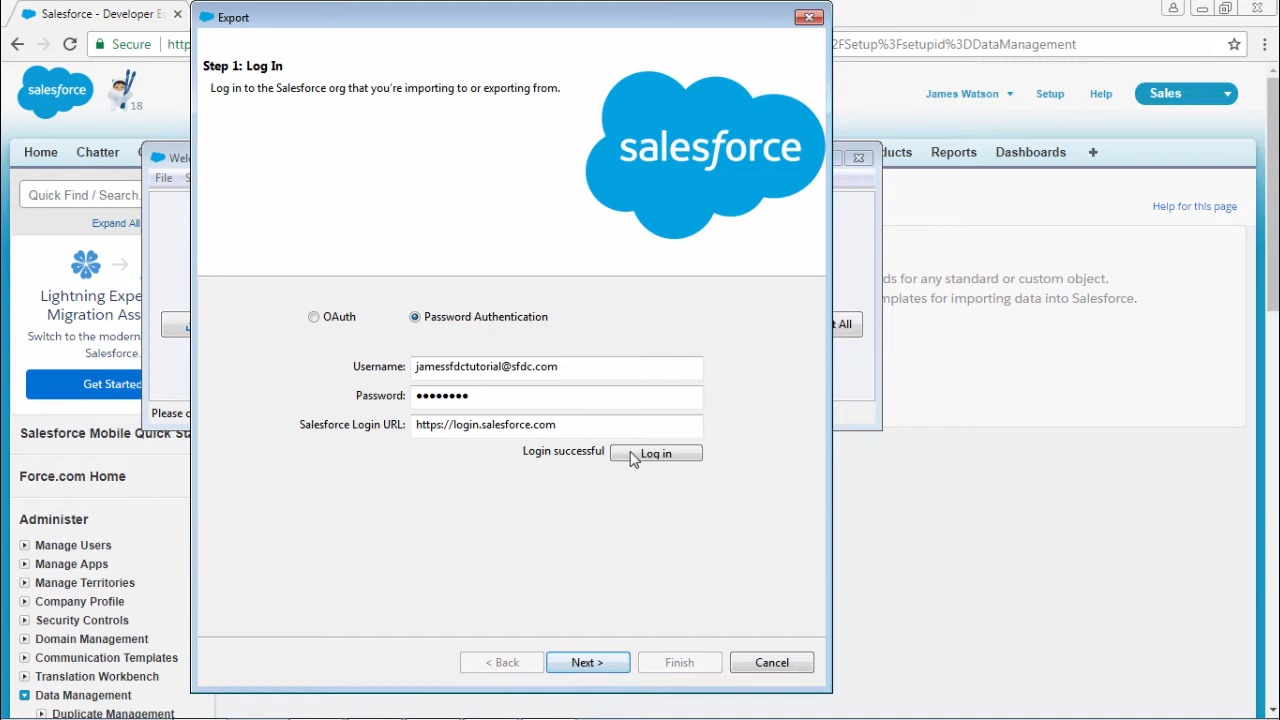 Salesforce - Developer E
Export
Secure
http
2FSetup%3Fsetupid%3DDataManagement
salesforce
18
James Watson
Setup
Help
Sales
Home
Chatter
ducts
Reports
Dashboards
+
Step 1: Log In
Log in to the Salesforce org that you're importing to or exporting from.
salesforce
Welc
File
S
Quick Find / Search.
Expand All
Help for this page
Lightning Expe
Migration Ass
Switch to the modern
Salesforce.
Get Started
ds for any standard or custom object.
mplates for importing data into Salesforce.
t All
OAuth
Password Authentication
Username:
jamessfdctutorial@sfdc.com
Password:
••••••••
Salesforce Login URL:
https://login.salesforce.com
Login successful
Log in
Please c
Salesforce Mobile Quick Sta
Force.com Home
Administer
Manage Users
Manage Apps
Manage Territories
Company Profile
Security Controls
Domain Management
Communication Templates
Translation Workbench
Data Management
Duplicate Management
< Back
Next >
Finish
Cancel